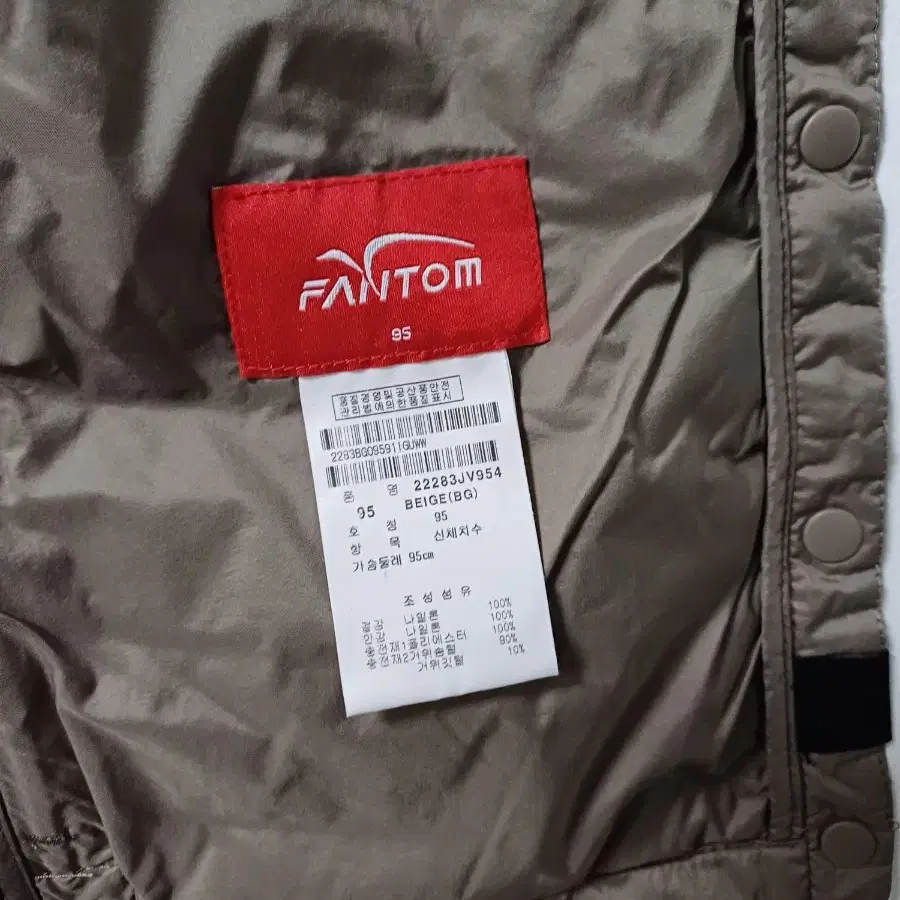 FANTOM
95
품질경영및공산품안전
관리법에의한품질표시
2283BG095911GUWW
품 명 22283JV954
95 BEIGE(BG)
호 칭 95
항 목 신체치수
가슴둘레 95cm
조성섬유
겉감 나일론 100%
안감 나일론 100%
충전재1폴리에스터 100%
충전재2거위솜털 90%
거위깃털 10%